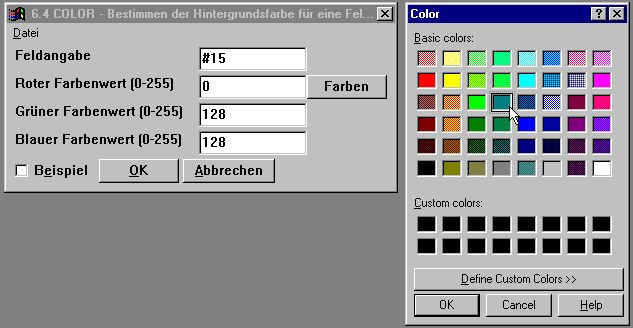 6.4 COLOR - Bestimmen der Hintergrundsfarbe für eine Fel...
Datei
Feldangabe #15
Roter Farbenwert (0-255) 0 Farben
Grüner Farbenwert (0-255) 128
Blauer Farbenwert (0-255) 128
Beispiel OK Abbrechen
Color
Basic colors:
Custom colors:
Define Custom Colors >>
OK Cancel Help